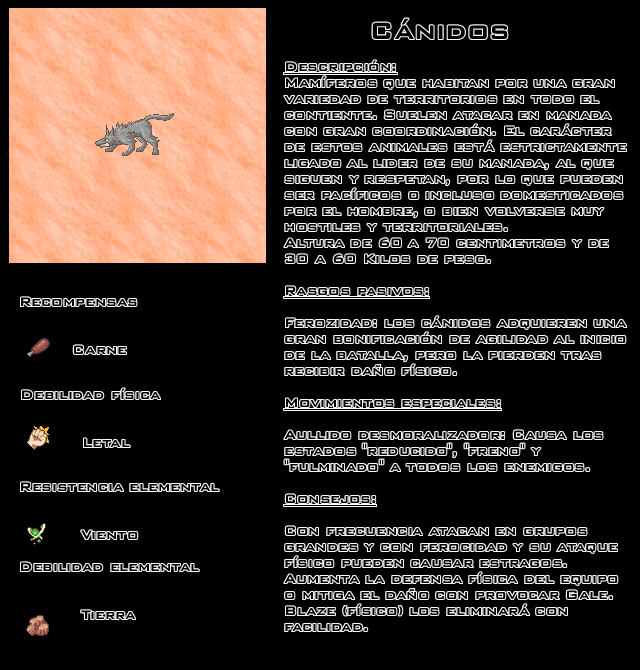 Cánidos
Descripción:
Mamíferos que habitan por una gran
variedad de territorios en todo el
contiente. Suelen atacar en manada
con gran coordinación. El carácter
de estos animales está estrictamente
ligado al lider de su manada, al que
siguen y respetan, por lo que pueden
ser pacíficos o incluso domesticados
por el hombre, o bien volverse muy
hostiles y territoriales.
Altura de 60 a 70 centimetros y de
30 a 60 Kilos de peso.
Rasgos pasivos:
Ferozidad: los cánidos adquieren una
gran bonificación de agilidad al inicio
de la batalla, pero la pierden tras
recibir daño físico.
Movimientos especiales:
Aullido desmoralizador: Causa los
estados "reducido", "freno" y
"fulminado" a todos los enemigos.
Consejos:
Con frecuencia atacan en grupos
grandes y con ferocidad y su ataque
físico pueden causar estragos.
Aumenta la defensa física del equipo
o mitiga el daño con provocar Gale.
Blaze (físico) los eliminará con
facilidad.
Recompensas
Carne
Debilidad física
Letal
Resistencia elemental
Viento
Debilidad elemental
Tierra